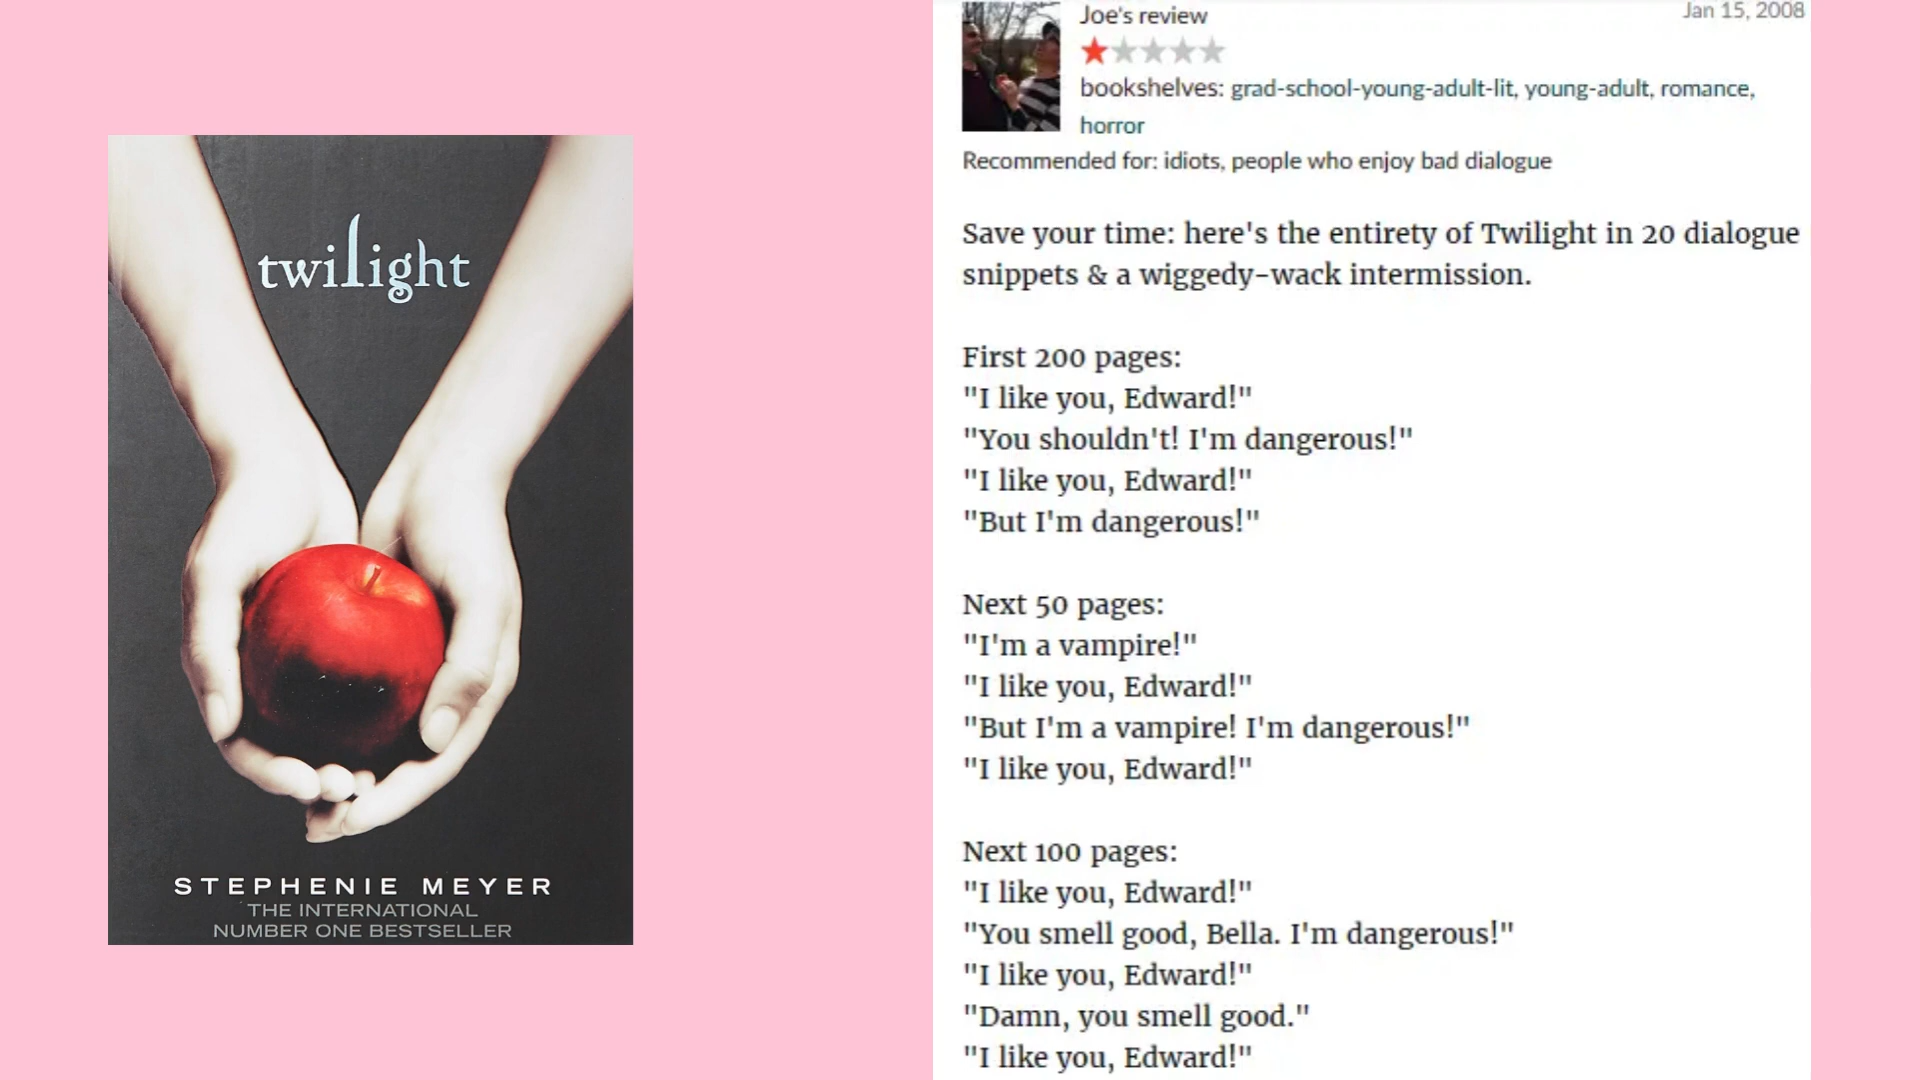 twilight
STEPHENIE MEYER
THE INTERNATIONAL
NUMBER ONE BESTSELLER
Joe's review
Jan 15, 2008
bookshelves: grad-school-young-adult-lit, young-adult, romance,
horror
Recommended for: idiots, people who enjoy bad dialogue
Save your time: here's the entirety of Twilight in 20 dialogue
snippets & a wiggedy-wack intermission.
First 200 pages:
"I like you, Edward!"
"You shouldn't! I'm dangerous!"
"I like you, Edward!"
"But I'm dangerous!"
Next 50 pages:
"I'm a vampire!"
"I like you, Edward!"
"But I'm a vampire! I'm dangerous!"
"I like you, Edward!"
Next 100 pages:
"I like you, Edward!"
"You smell good, Bella. I'm dangerous!"
"I like you, Edward!"
"Damn, you smell good."
"I like you, Edward!"